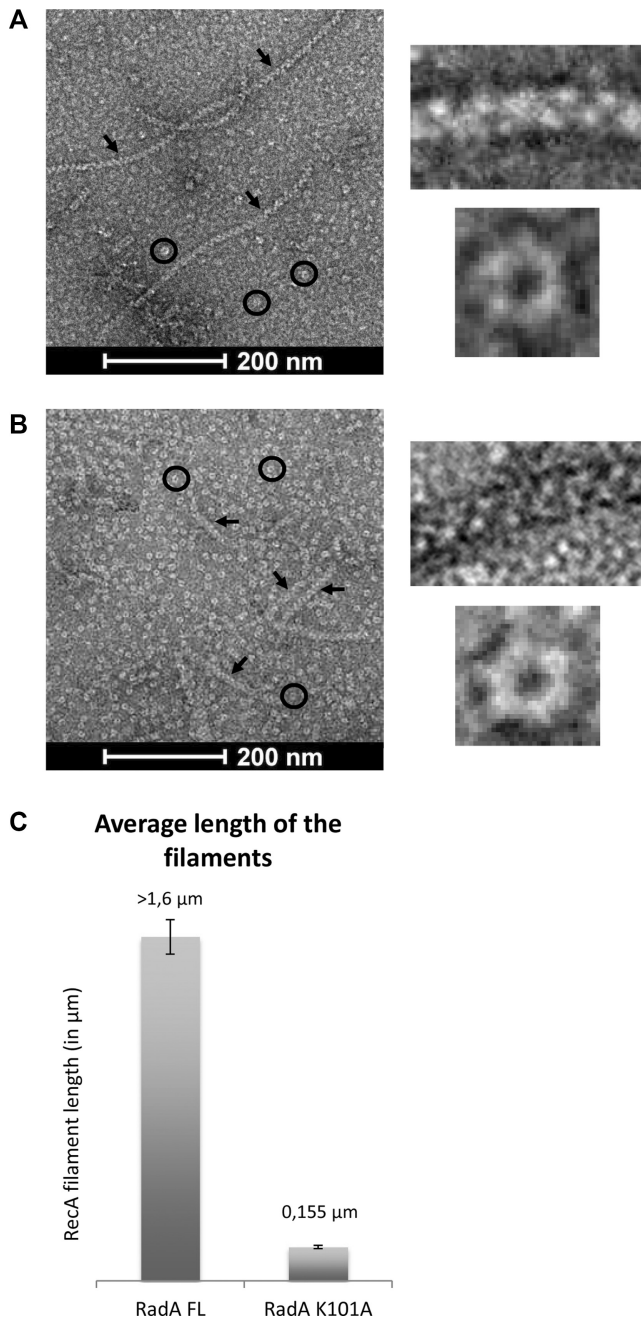 A
200 nm
B
200 nm
C
Average length of the
filaments
>1,6 µm
RecA filament length (in µm)
0,155 µm
RadA FL
RadA K101A